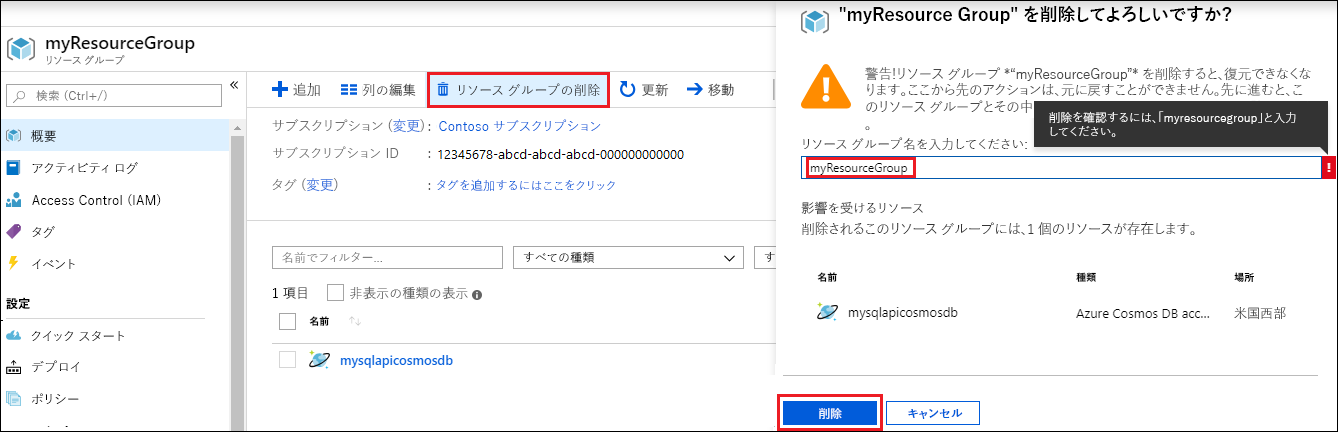 myResourceGroup
リソース グループ
検索 (Ctrl+/)
概要
アクティビティ ログ
Access Control (IAM)
タグ
イベント
設定
クイック スタート
デプロイ
ポリシー
追加 列の編集 リソース グループの削除 更新 移動
サブスクリプション (変更) : Contoso サブスクリプション
サブスクリプション ID : 12345678-abcd-abcd-abcd-000000000000
タグ (変更) : タグを追加するにはここをクリック
名前でフィルター... すべての種類 す
1 項目 非表示の種類の表示
名前
mysqlapicosmosdb
"myResource Group" を削除してよろしいですか?
警告!リソース グループ *“myResourceGroup”* を削除すると、復元できなくな
ります。ここから先のアクションは、元に戻すことができません。先に進むと、こ
のリソース グループとその中
。
削除を確認するには、「myresourcegroup」と入力
してください。
リソース グループ名を入力してください:
myResourceGroup
影響を受けるリソース
削除されるこのリソース グループには、1 個のリソースが存在します。
名前 種類 場所
mysqlapicosmosdb Azure Cosmos DB acc... 米国西部
削除 キャンセル